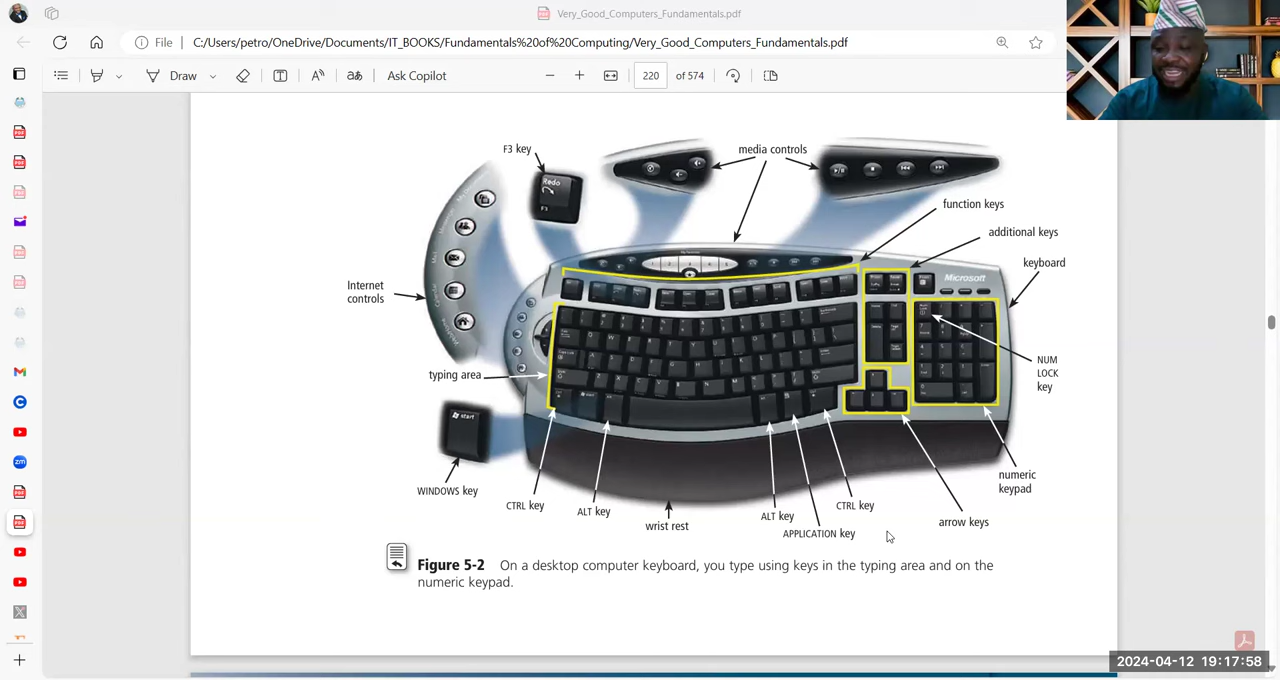 Very_Good_Computers_Fundamentals.pdf
File
C:/Users/petro/OneDrive/Documents/IT_BOOKS/Fundamentals%20of%20Computing/Very_Good_Computers_Fundamentals.pdf
Draw
Ask Copilot
220
of 574
F3 key
media controls
Redo
F3
function keys
additional keys
keyboard
Microsoft
Internet
controls
NUM
LOCK
key
typing area
start
numeric
keypad
WINDOWS key
CTRL key
ALT key
wrist rest
ALT key
APPLICATION key
CTRL key
arrow keys
Figure 5-2 On a desktop computer keyboard, you type using keys in the typing area and on the
numeric keypad.
2024-04-12 19:17:58